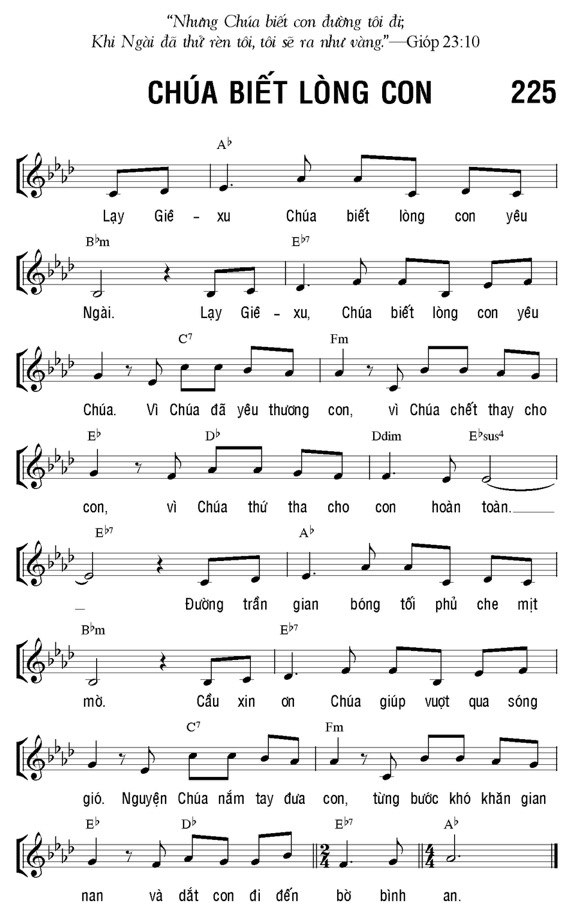 “Nhưng Chúa biết con đường tôi đi;
Khi Ngài đã thử rèn tôi, tôi sẽ ra như vàng.”—Gióp 23:10
CHÚA BIẾT LÒNG CON 225
A♭
Lạy Giê - xu Chúa biết lòng con yêu
B♭m E♭7
Ngài. Lạy Giê - xu, Chúa biết lòng con yêu
C7 Fm
Chúa. Vì Chúa đã yêu thương con, vì Chúa chết thay cho
E♭ D♭ Ddim E♭sus4
con, vì Chúa thứ tha cho con hoàn toàn.
E♭7 A♭
Đường trần gian bóng tối phủ che mịt
B♭m E♭7
mờ. Cầu xin ơn Chúa giúp vượt qua sóng
C7 Fm
gió. Nguyện Chúa nắm tay đưa con, từng bước khó khăn gian
E♭ D♭ E♭7 A♭
2 4
4 4
nan và dắt con đi đến bờ bình an.